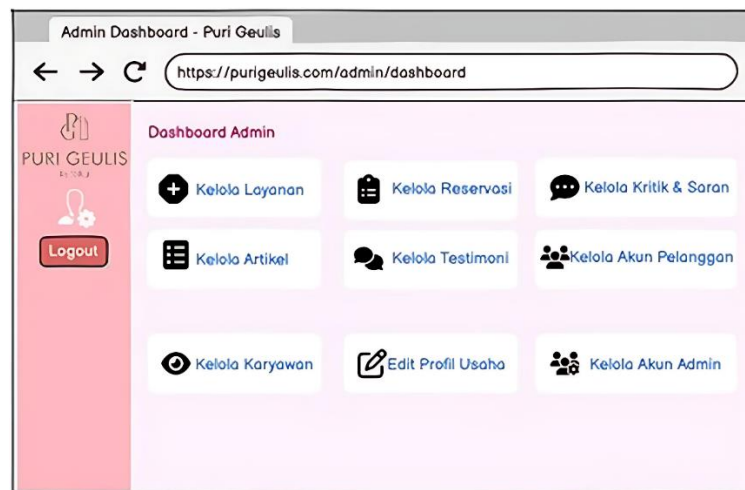 Admin Dashboard - Puri Geulis
https://purigeulis.com/admin/dashboard
PURI GEULIS
Logout
Dashboard Admin
Kelola Layanan
Kelola Reservasi
Kelola Kritik & Saran
Kelola Artikel
Kelola Testimoni
Kelola Akun Pelanggan
Kelola Karyawan
Edit Profil Usaha
Kelola Akun Admin